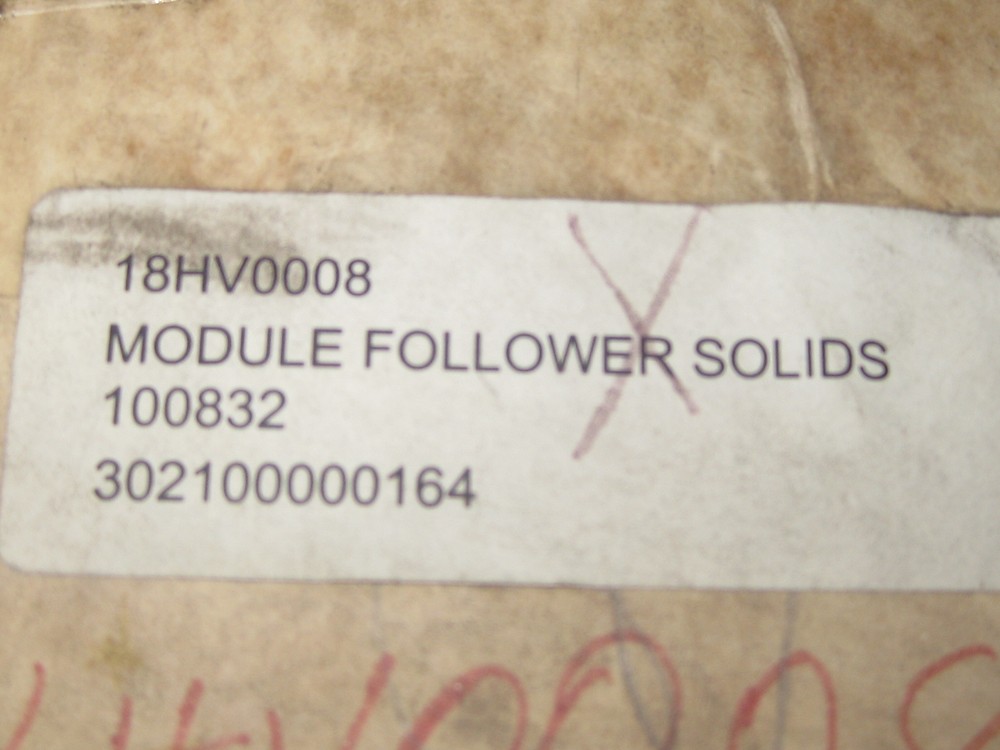 18HV0008
MODULE FOLLOWER SOLIDS
100832
302100000164